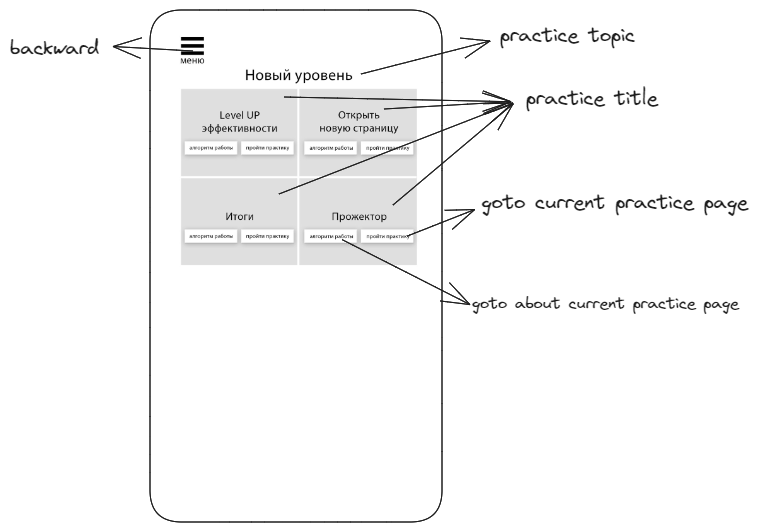 backward
меню
Новый уровень
practice topic
practice title
Level UP
эффективности
алгоритм работы
пройти практику
Открыть
новую страницу
алгоритм работы
пройти практику
Итоги
алгоритм работы
пройти практику
Прожектор
алгоритм работы
пройти практику
goto current practice page
goto about current practice page